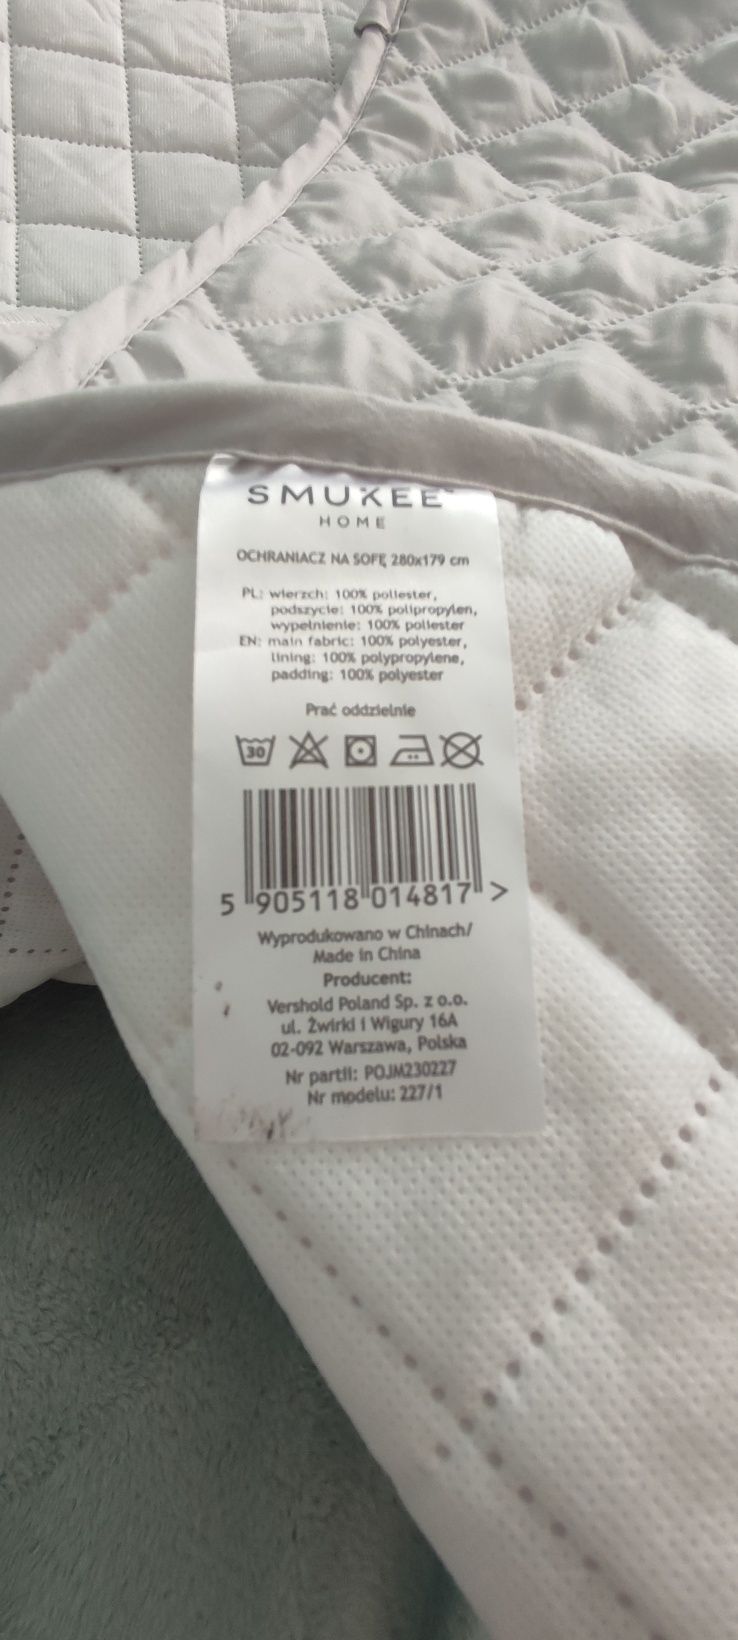 SMUKEE
HOME
OCHRANIACZ NA SOFĘ 280x179 cm
PL: wierzch: 100% poliester,
podszycie: 100% polipropylen,
wypełnienie: 100% poliester
EN: main fabric: 100% polyester,
lining: 100% polypropylene,
padding: 100% polyester
Prać oddzielnie
30
5 905118 014817 >
Wyprodukowano w Chinach/
Made in China
Producent:
Vershold Poland Sp. z o.o.
ul. Żwirki i Wigury 16A
02-092 Warszawa, Polska
Nr partii: POJM230227
Nr modelu: 227/1